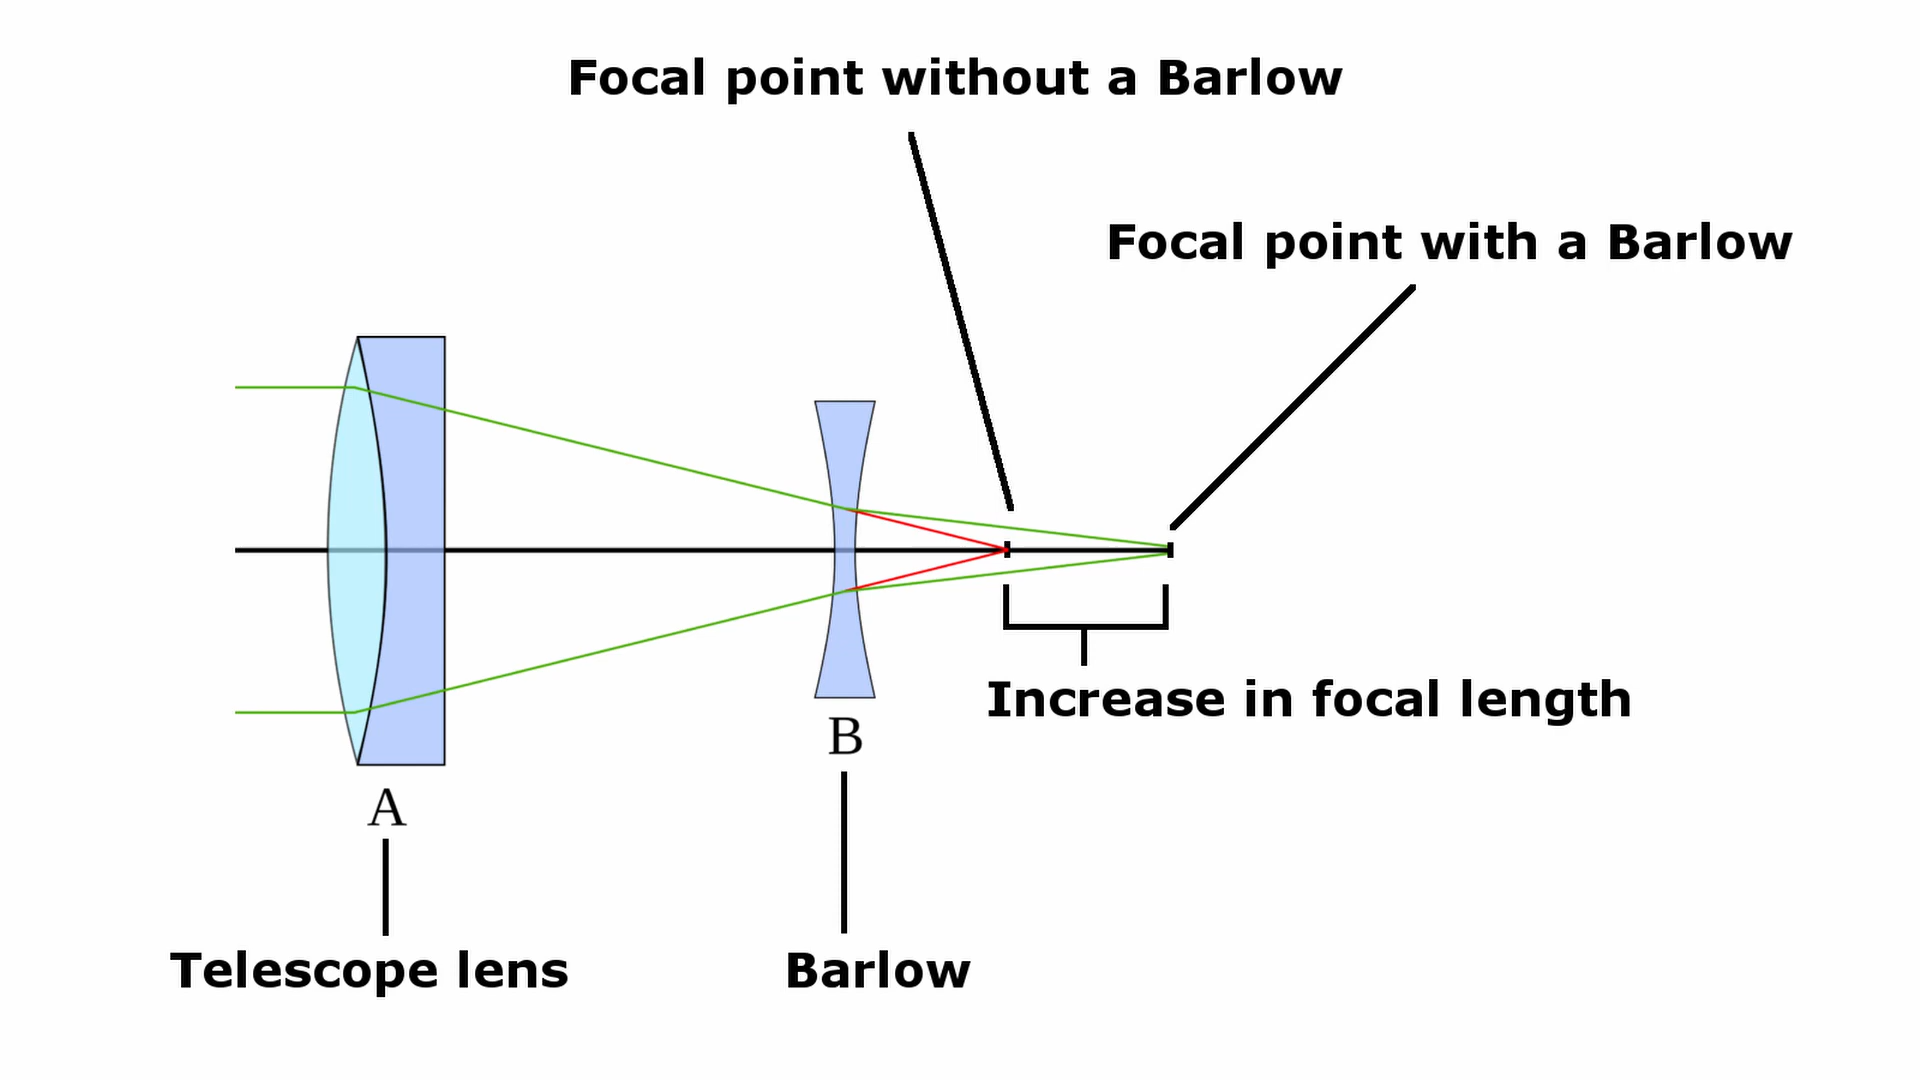 Focal point without a Barlow
Focal point with a Barlow
Increase in focal length
B
A
Telescope lens
Barlow